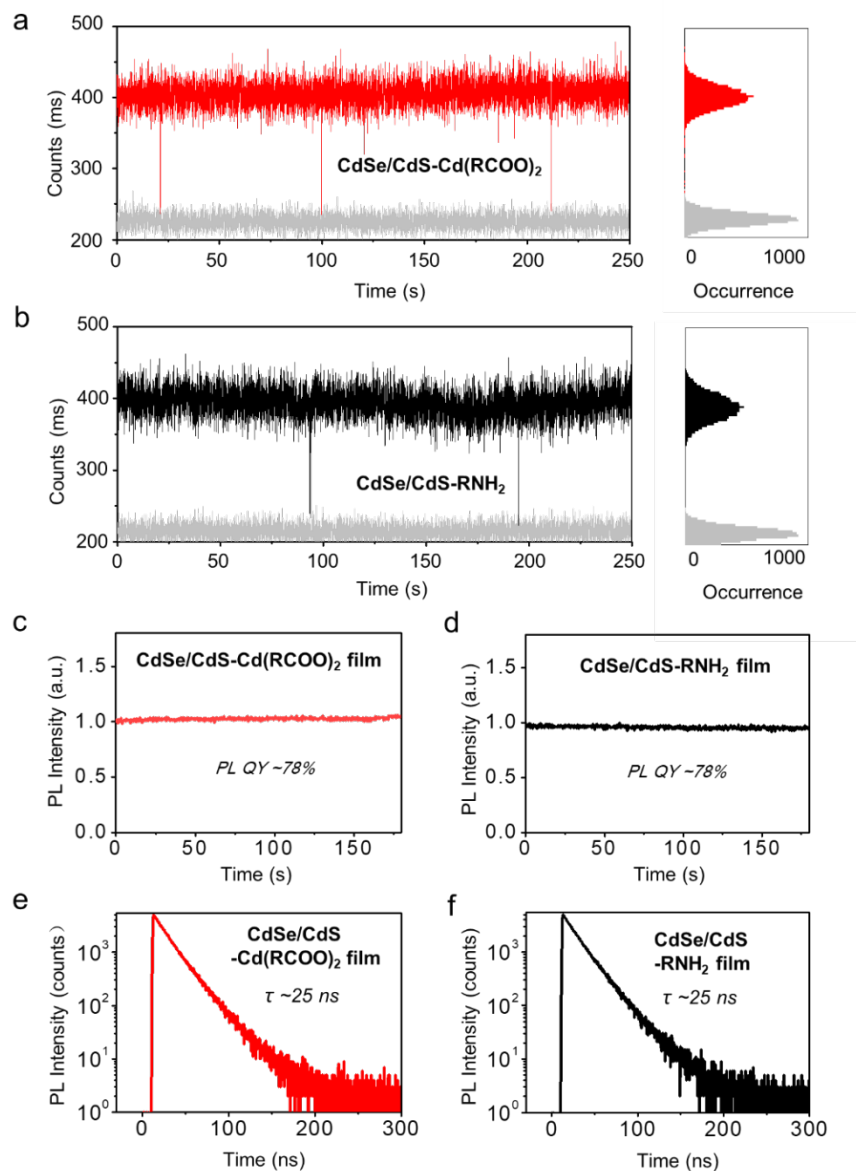 a
500
400
300
200
Counts (ms)
CdSe/CdS-Cd(RCOO)₂
0 50 100 150 200 250
Time (s)
0 1000
Occurrence
b
500
400
300
200
Counts (ms)
CdSe/CdS-RNH₂
0 50 100 150 200 250
Time (s)
0 1000
Occurrence
c
1.5
1.0
0.5
0.0
PL Intensity (a.u.)
CdSe/CdS-Cd(RCOO)₂ film
PL QY ~78%
0 50 100 150
Time (s)
d
1.5
1.0
0.5
0.0
PL Intensity (a.u.)
CdSe/CdS-RNH₂ film
PL QY ~78%
0 50 100 150
Time (s)
e
10³
10²
10¹
10⁰
PL Intensity (counts)
CdSe/CdS
-Cd(RCOO)₂ film
τ ~25 ns
0 100 200 300
Time (ns)
f
10³
10²
10¹
10⁰
PL Intensity (counts)
CdSe/CdS
-RNH₂ film
τ ~25 ns
0 100 200 300
Time (ns)